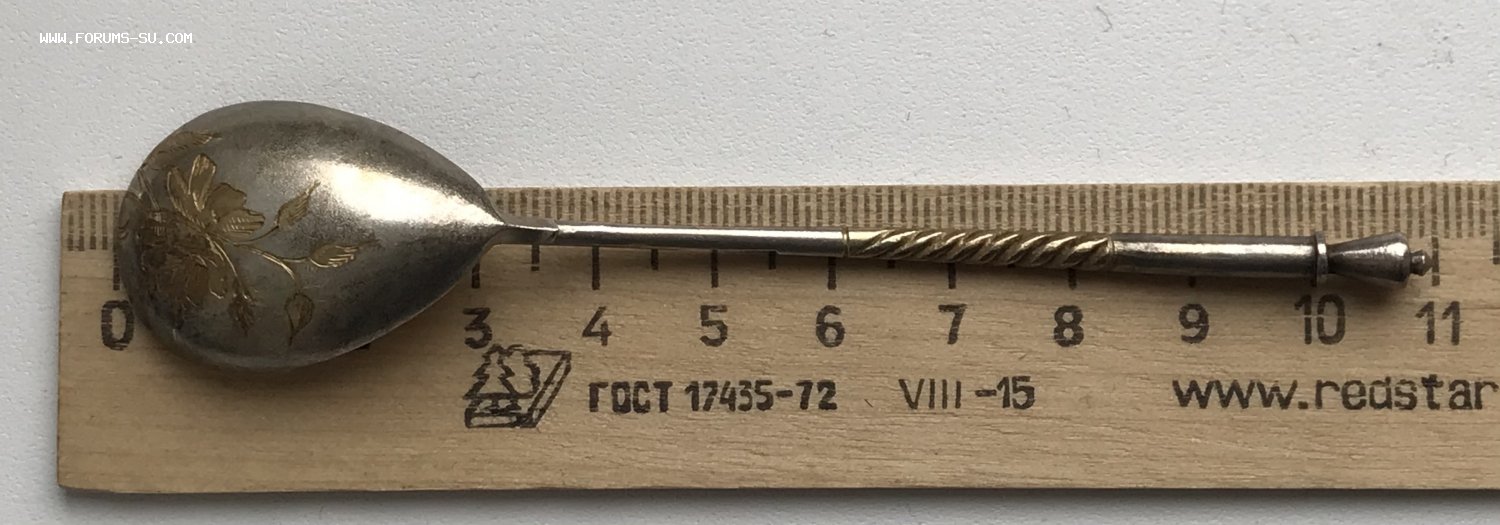 WWW.FORUMS-SU.COM
0 3 4 5 6 7 8 9 10 11
ГОСТ 17435-72 VIII -15 www.redstar